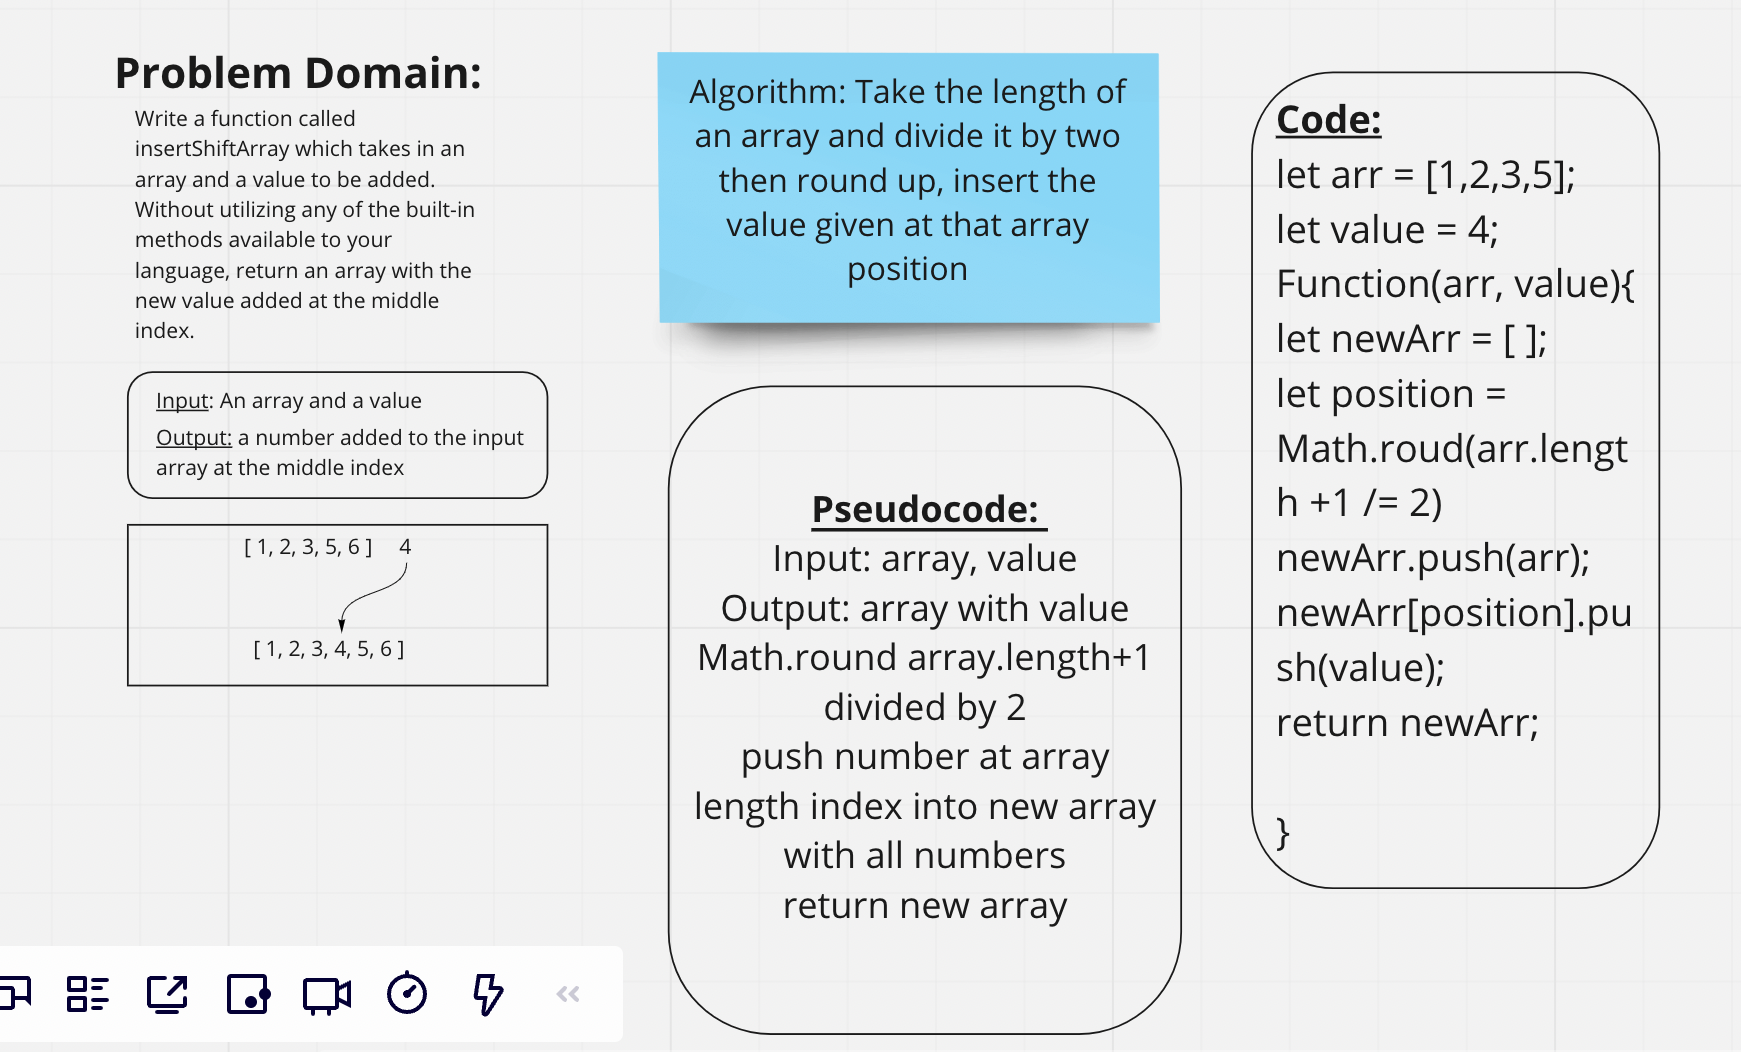 Problem Domain:
Write a function called
insertShiftArray which takes in an
array and a value to be added.
Without utilizing any of the built-in
methods available to your
language, return an array with the
new value added at the middle
index.
Input: An array and a value
Output: a number added to the input
array at the middle index
[ 1, 2, 3, 5, 6 ] 4
[ 1, 2, 3, 4, 5, 6 ]
Algorithm: Take the length of
an array and divide it by two
then round up, insert the
value given at that array
position
Pseudocode:
Input: array, value
Output: array with value
Math.round array.length+1
divided by 2
push number at array
length index into new array
with all numbers
return new array
Code:
let arr = [1,2,3,5];
let value = 4;
Function(arr, value){
let newArr = [ ];
let position =
Math.roud(arr.lengt
h +1 /= 2)
newArr.push(arr);
newArr[position].pu
sh(value);
return newArr;
}